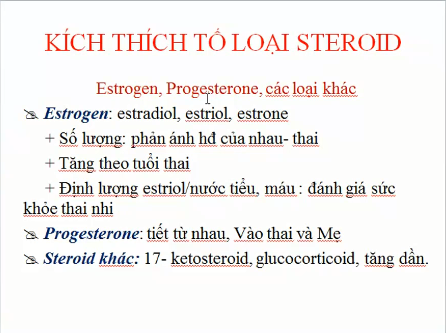 KÍCH THÍCH TỐ LOẠI STEROID
Estrogen, Progesterone, các loại khác
Estrogen: estradiol, estriol, estrone
+ Số lượng: phản ánh hđ của nhau- thai
+ Tăng theo tuổi thai
+ Định lượng estriol/nước tiểu, máu : đánh giá sức
khỏe thai nhi
Progesterone: tiết từ nhau, Vào thai và Mẹ
Steroid khác: 17- ketosteroid, glucocorticoid, tăng dần.